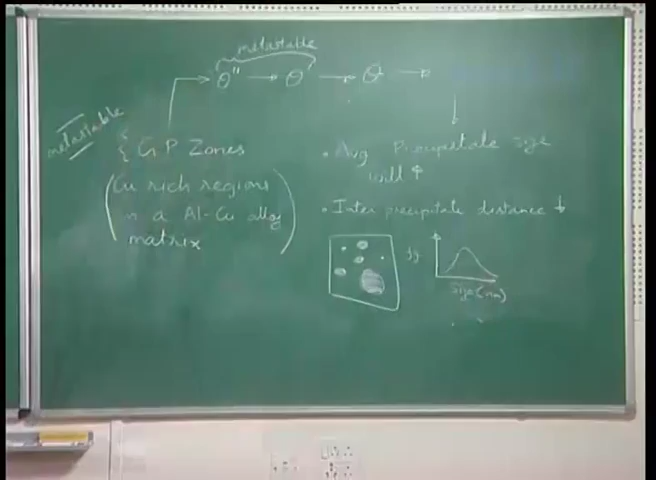 metastable
θ'' → θ' → θ →
metastable
{ G P Zones
(Cu rich regions
in a Al-Cu alloy
matrix)
• Avg Precipitate size
will ↑
• Inter precipitate distance ↓
Size (nm)